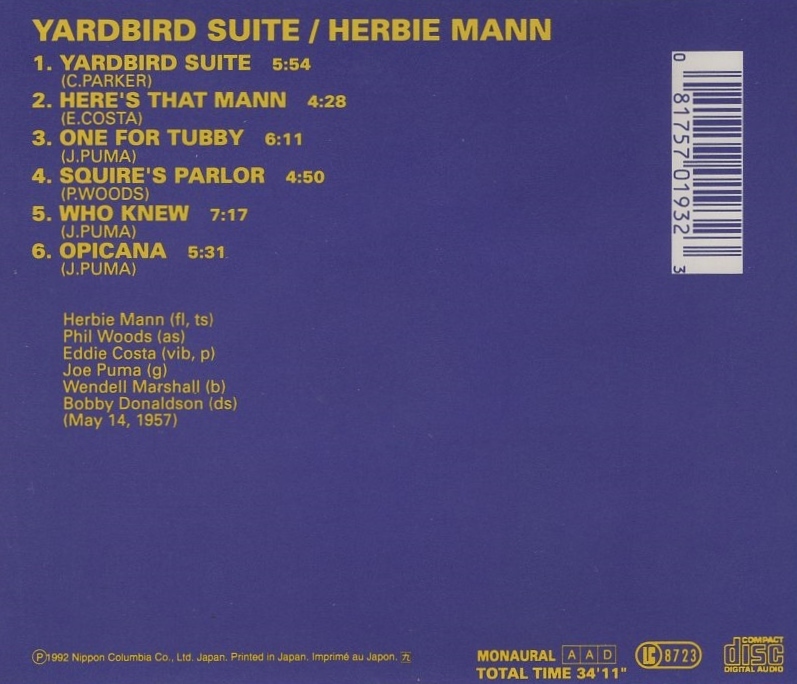 YARDBIRD SUITE / HERBIE MANN
1. YARDBIRD SUITE 5:54
(C.PARKER)
2. HERE'S THAT MANN 4:28
(E.COSTA)
3. ONE FOR TUBBY 6:11
(J.PUMA)
4. SQUIRE'S PARLOR 4:50
(P.WOODS)
5. WHO KNEW 7:17
(J.PUMA)
6. OPICANA 5:31
(J.PUMA)
0 81757 01932 3
Herbie Mann (fl, ts)
Phil Woods (as)
Eddie Costa (vib, p)
Joe Puma (g)
Wendell Marshall (b)
Bobby Donaldson (ds)
(May 14, 1957)
Ⓟ1992 Nippon Columbia Co., Ltd. Japan. Printed in Japan. Imprimé au Japon. 九
MONAURAL A A D
TOTAL TIME 34'11"
LC 8723
COMPACT
disc
DIGITAL AUDIO